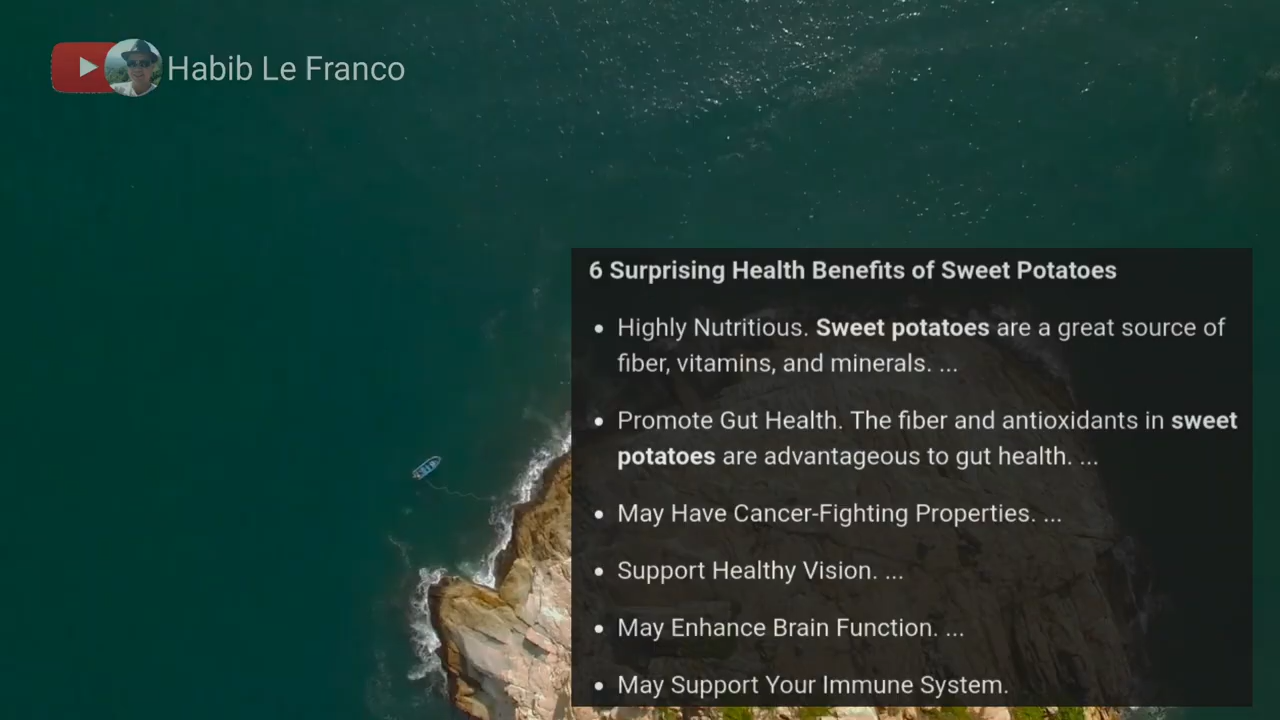 Habib Le Franco
6 Surprising Health Benefits of Sweet Potatoes
• Highly Nutritious. Sweet potatoes are a great source of
fiber, vitamins, and minerals. ...
• Promote Gut Health. The fiber and antioxidants in sweet
potatoes are advantageous to gut health. ...
• May Have Cancer-Fighting Properties. ...
• Support Healthy Vision. ...
• May Enhance Brain Function. ...
• May Support Your Immune System.